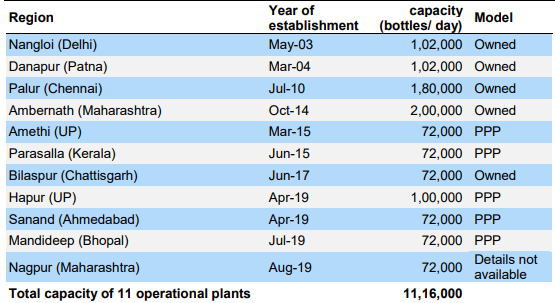 Region Year of establishment capacity (bottles/ day) Model
Nangloi (Delhi) May-03 1,02,000 Owned
Danapur (Patna) Mar-04 1,02,000 Owned
Palur (Chennai) Jul-10 1,80,000 Owned
Ambernath (Maharashtra) Oct-14 2,00,000 Owned
Amethi (UP) Mar-15 72,000 PPP
Parasalla (Kerala) Jun-15 72,000 PPP
Bilaspur (Chattisgarh) Jun-17 72,000 Owned
Hapur (UP) Apr-19 1,00,000 PPP
Sanand (Ahmedabad) Apr-19 72,000 PPP
Mandideep (Bhopal) Jul-19 72,000 PPP
Nagpur (Maharashtra) Aug-19 72,000 Details not available
Total capacity of 11 operational plants 11,16,000